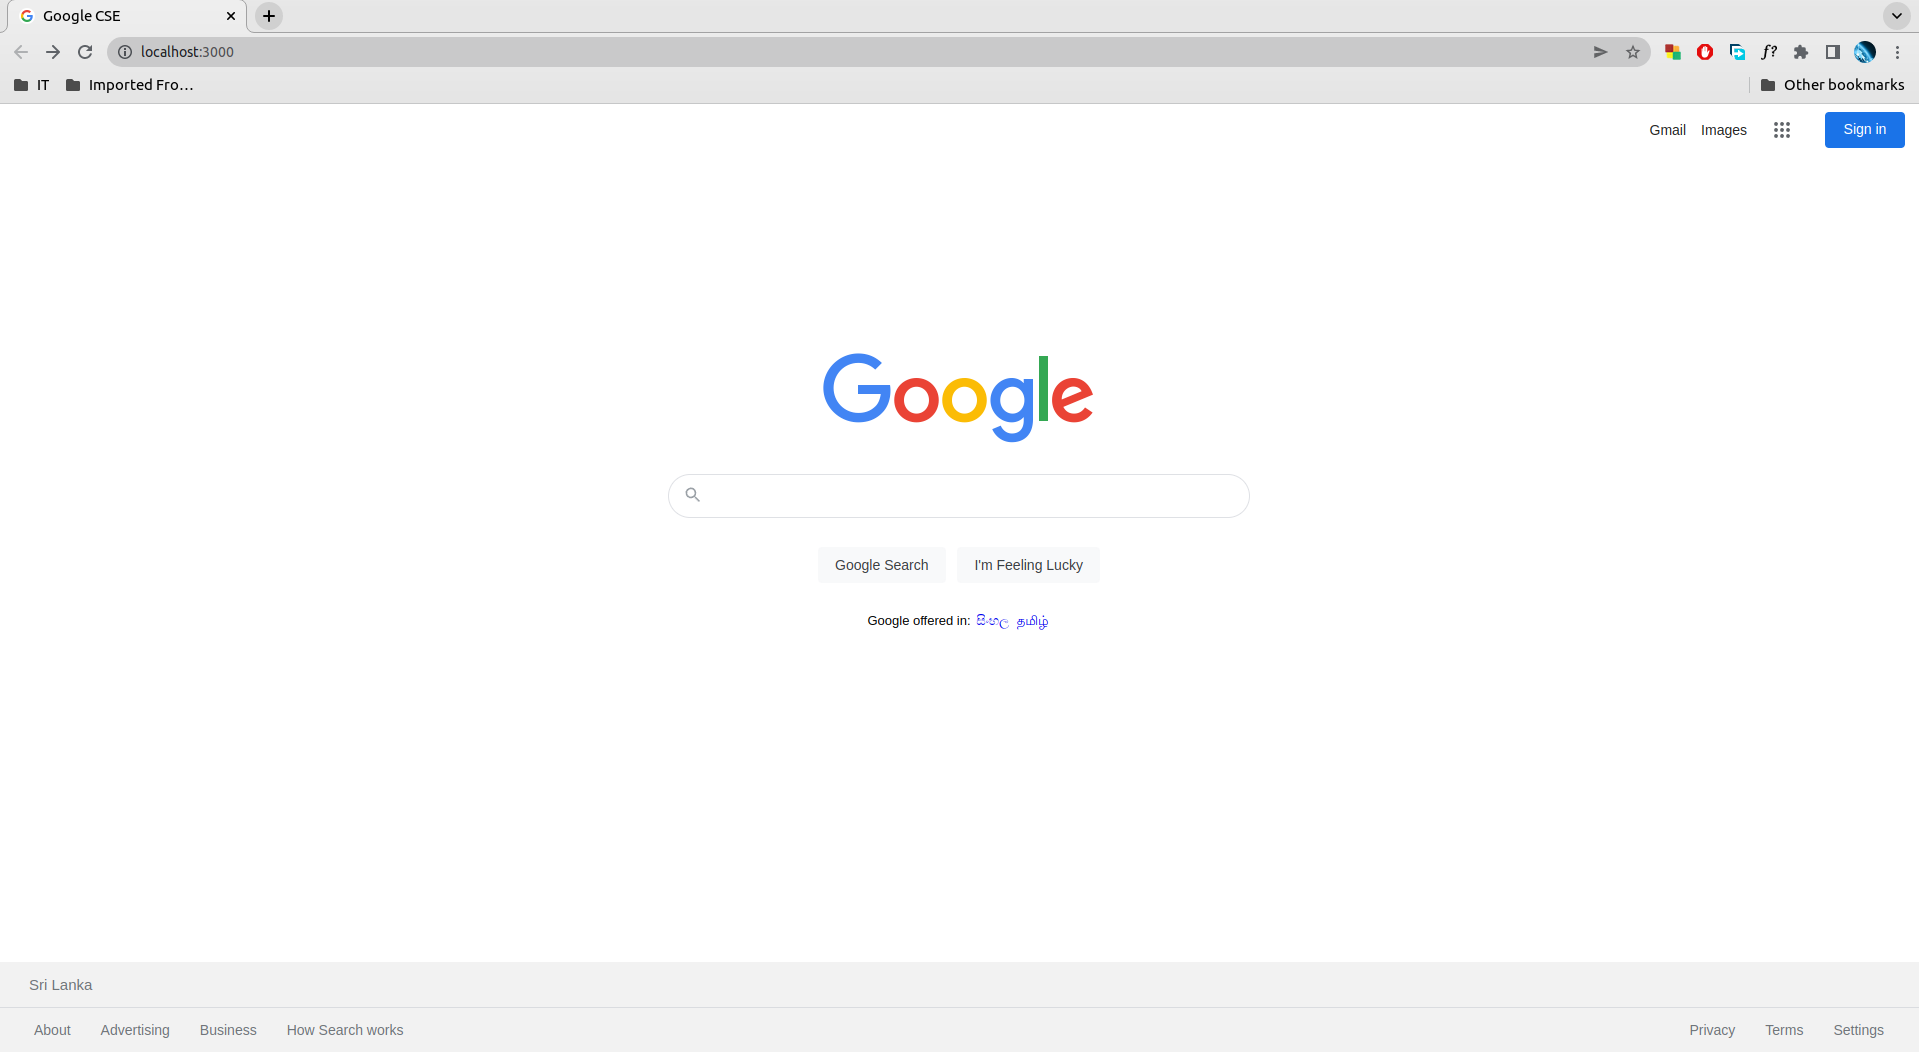 Google CSE
localhost:3000
f?
IT Imported Fro...
Other bookmarks
Gmail Images Sign in
Google
Google Search I'm Feeling Lucky
Google offered in: සිංහල தமிழ்
Sri Lanka
About Advertising Business How Search works Privacy Terms Settings